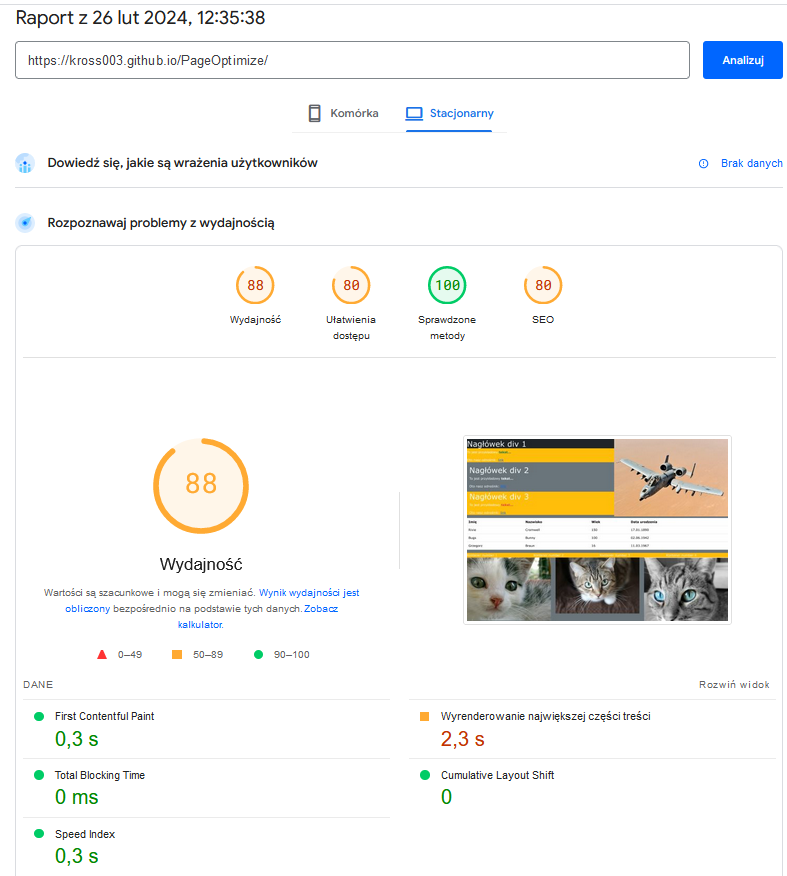 Raport z 26 lut 2024, 12:35:38
https://kross003.github.io/PageOptimize/
Analizuj
Komórka
Stacjonarny
Dowiedź się, jakie są wrażenia użytkowników
Brak danych
Rozpoznawaj problemy z wydajnością
88
80
100
80
Wydajność
Ułatwienia
dostępu
Sprawdzone
metody
SEO
88
Wydajność
Wartości są szacunkowe i mogą się zmieniać. Wynik wydajności jest
obliczony bezpośrednio na podstawie tych danych. Zobacz
kalkulator.
0–49
50–89
90–100
Nagłówek div 1
Nagłówek div 2
Nagłówek div 3
Imię Nazwisko Wiek Data urodzenia
DANE
Rozwiń widok
First Contentful Paint
0,3 s
Wyrenderowanie największej części treści
2,3 s
Total Blocking Time
0 ms
Cumulative Layout Shift
0
Speed Index
0,3 s